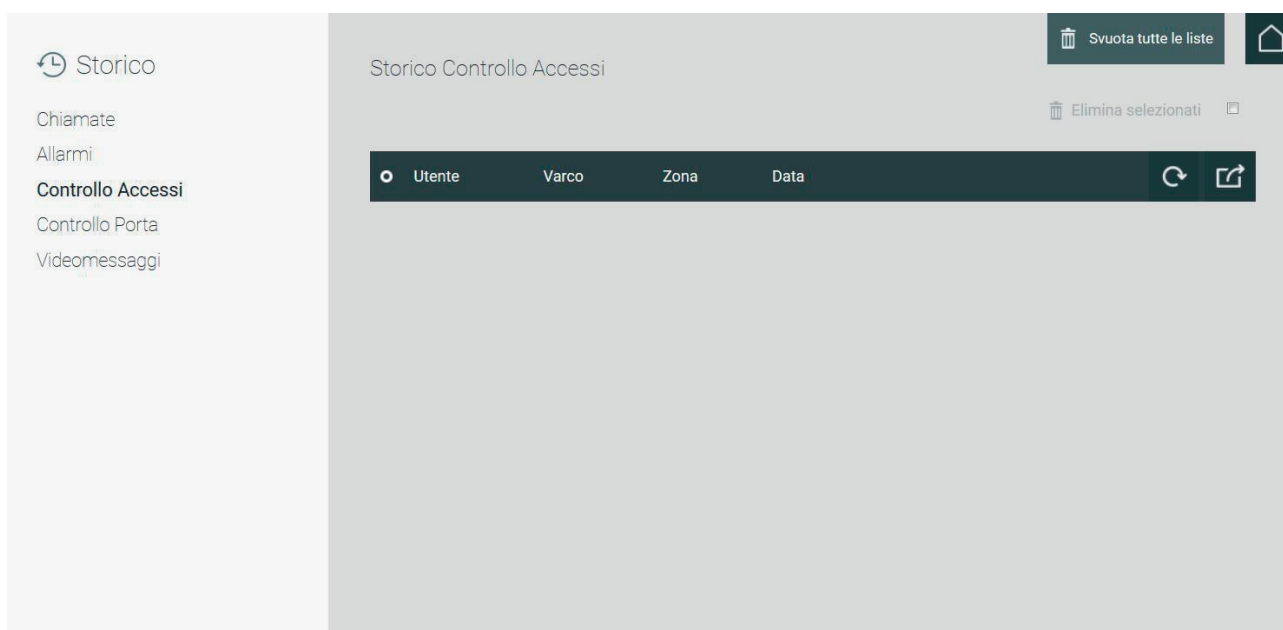 Storico
Chiamate
Allarmi
Controllo Accessi
Controllo Porta
Videomessaggi
Storico Controllo Accessi
Svuota tutte le liste
Elimina selezionati
Utente Varco Zona Data